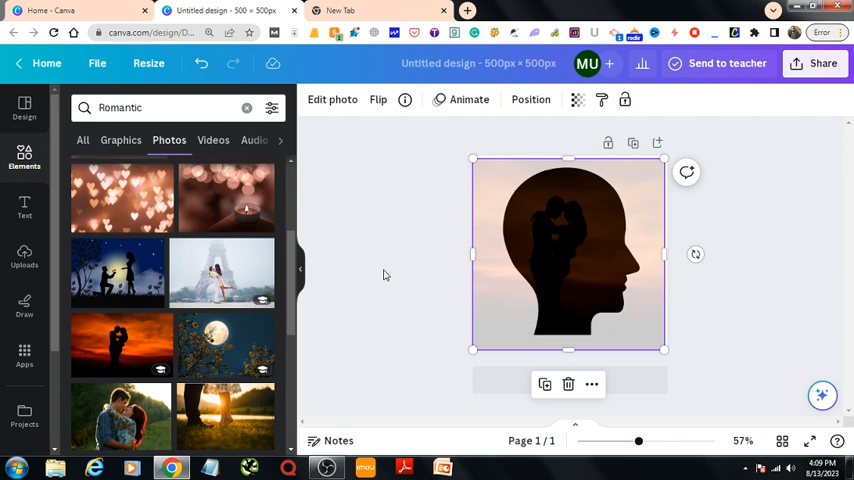 Home - Canva
Untitled design - 500 × 500px
New Tab
canva.com/design/D...
Error
Home
File
Resize
Untitled design - 500px × 500px
MU
Send to teacher
Share
Design
Elements
Text
Uploads
Draw
Apps
Projects
Romantic
All
Graphics
Photos
Videos
Audio
Edit photo
Flip
Animate
Position
Notes
Page 1 / 1
57%
4:09 PM
8/13/2023